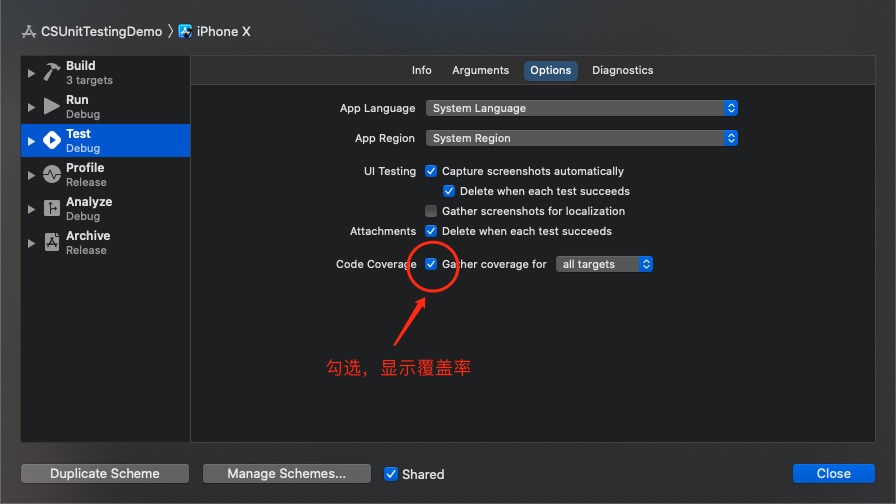 CSUnitTestingDemo 〉 iPhone X
Build
3 targets
Run
Debug
Test
Debug
Profile
Release
Analyze
Debug
Archive
Release
Info Arguments Options Diagnostics
App Language System Language
App Region System Region
UI Testing Capture screenshots automatically
Delete when each test succeeds
Gather screenshots for localization
Attachments Delete when each test succeeds
Code Coverage Gather coverage for all targets
勾选，显示覆盖率
Duplicate Scheme Manage Schemes... Shared Close